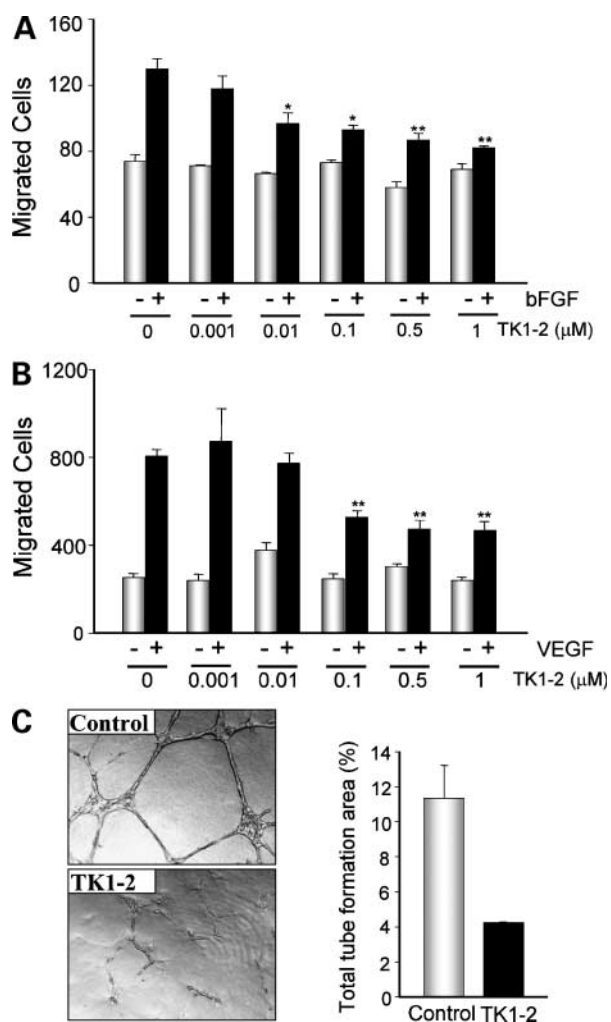 A
160
120
80
40
0
Migrated Cells
* * ** **
- + - + - + - + - + - + bFGF
0 0.001 0.01 0.1 0.5 1 TK1-2 (μM)
B
1200
800
400
0
Migrated Cells
** ** **
- + - + - + - + - + - + VEGF
0 0.001 0.01 0.1 0.5 1 TK1-2 (μM)
C
Control
TK1-2
Total tube formation area (%)
14
12
10
8
6
4
2
0
Control TK1-2